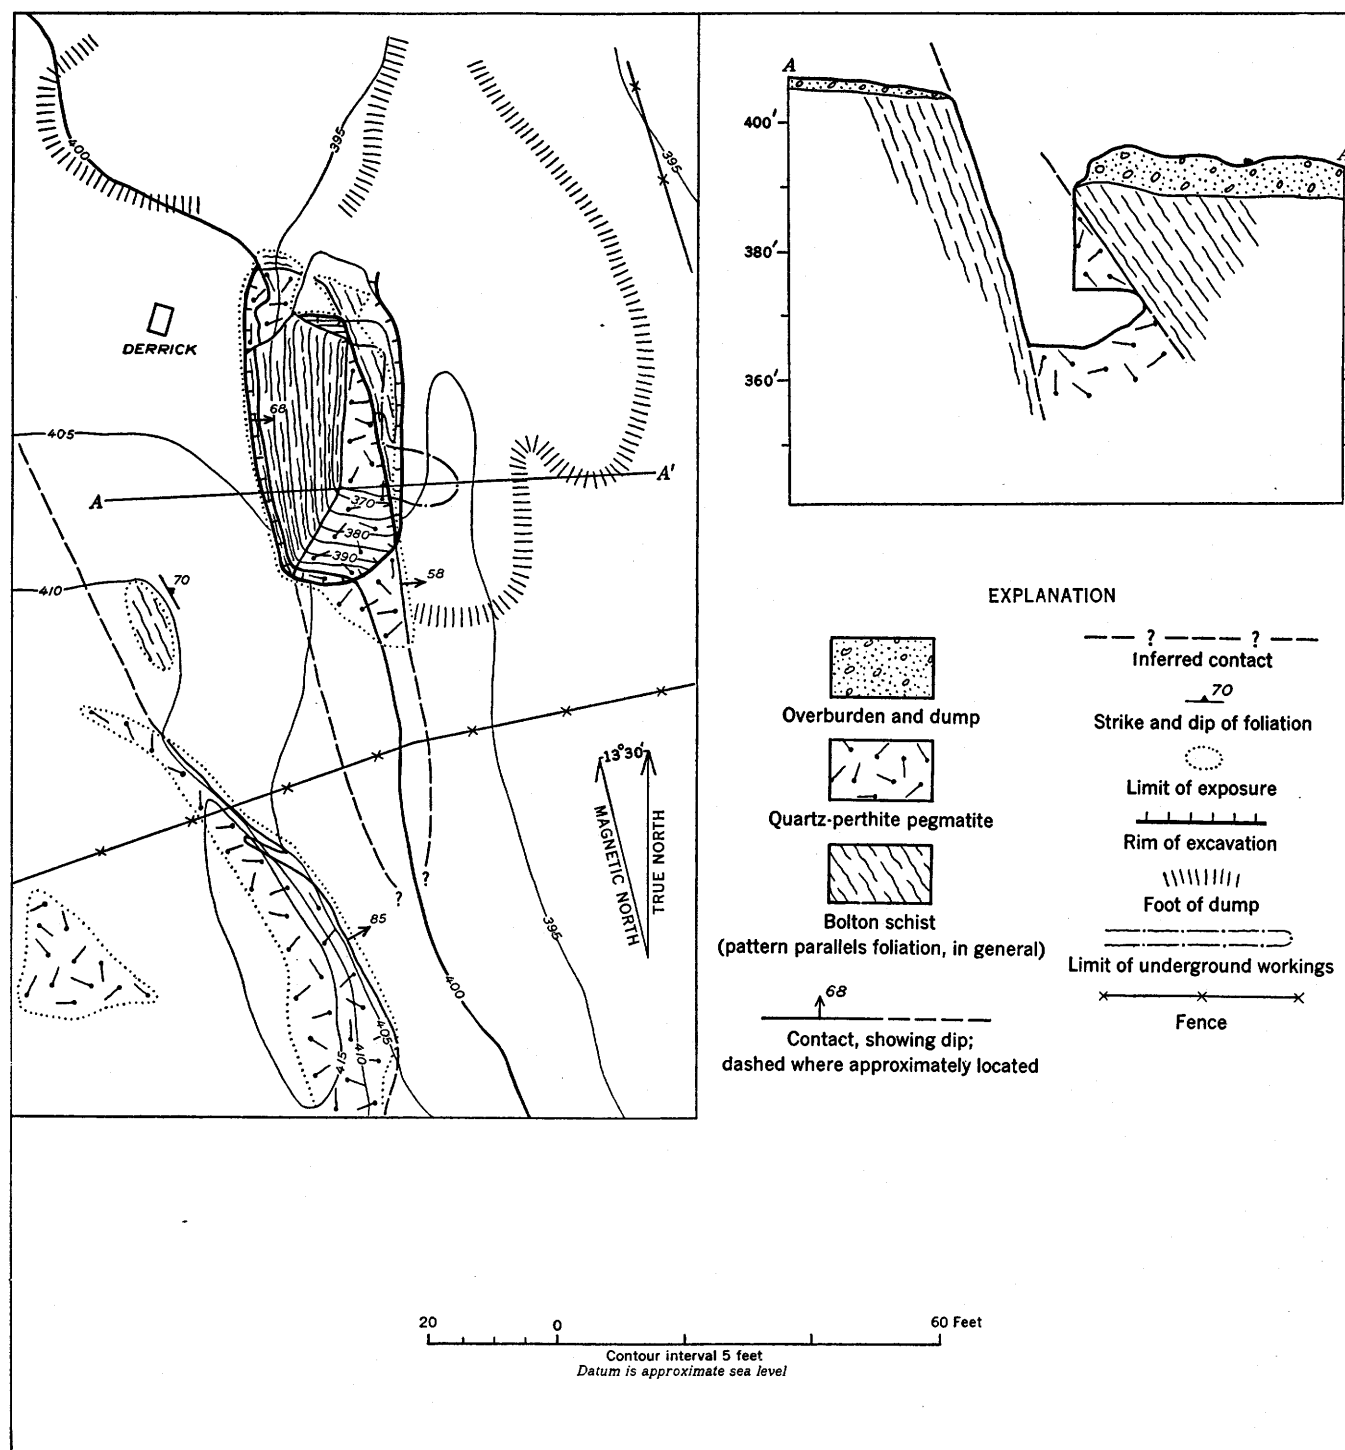 400
395
395
DERRICK
68
405
A
A'
370
380
390
58
70
410
13°30'
MAGNETIC NORTH
TRUE NORTH
?
?
85
395
400
405
410
415
A
A'
400'
380'
360'
EXPLANATION
Overburden and dump
Quartz-perthite pegmatite
Bolton schist
(pattern parallels foliation, in general)
68
Contact, showing dip;
dashed where approximately located
? ?
Inferred contact
70
Strike and dip of foliation
Limit of exposure
Rim of excavation
Foot of dump
Limit of underground workings
Fence
20 0 60 Feet
Contour interval 5 feet
Datum is approximate sea level